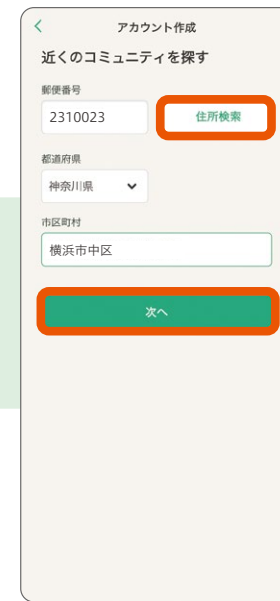 アカウント作成
近くのコミュニティを探す
郵便番号
2310023
住所検索
都道府県
神奈川県
市区町村
横浜市中区
次へ